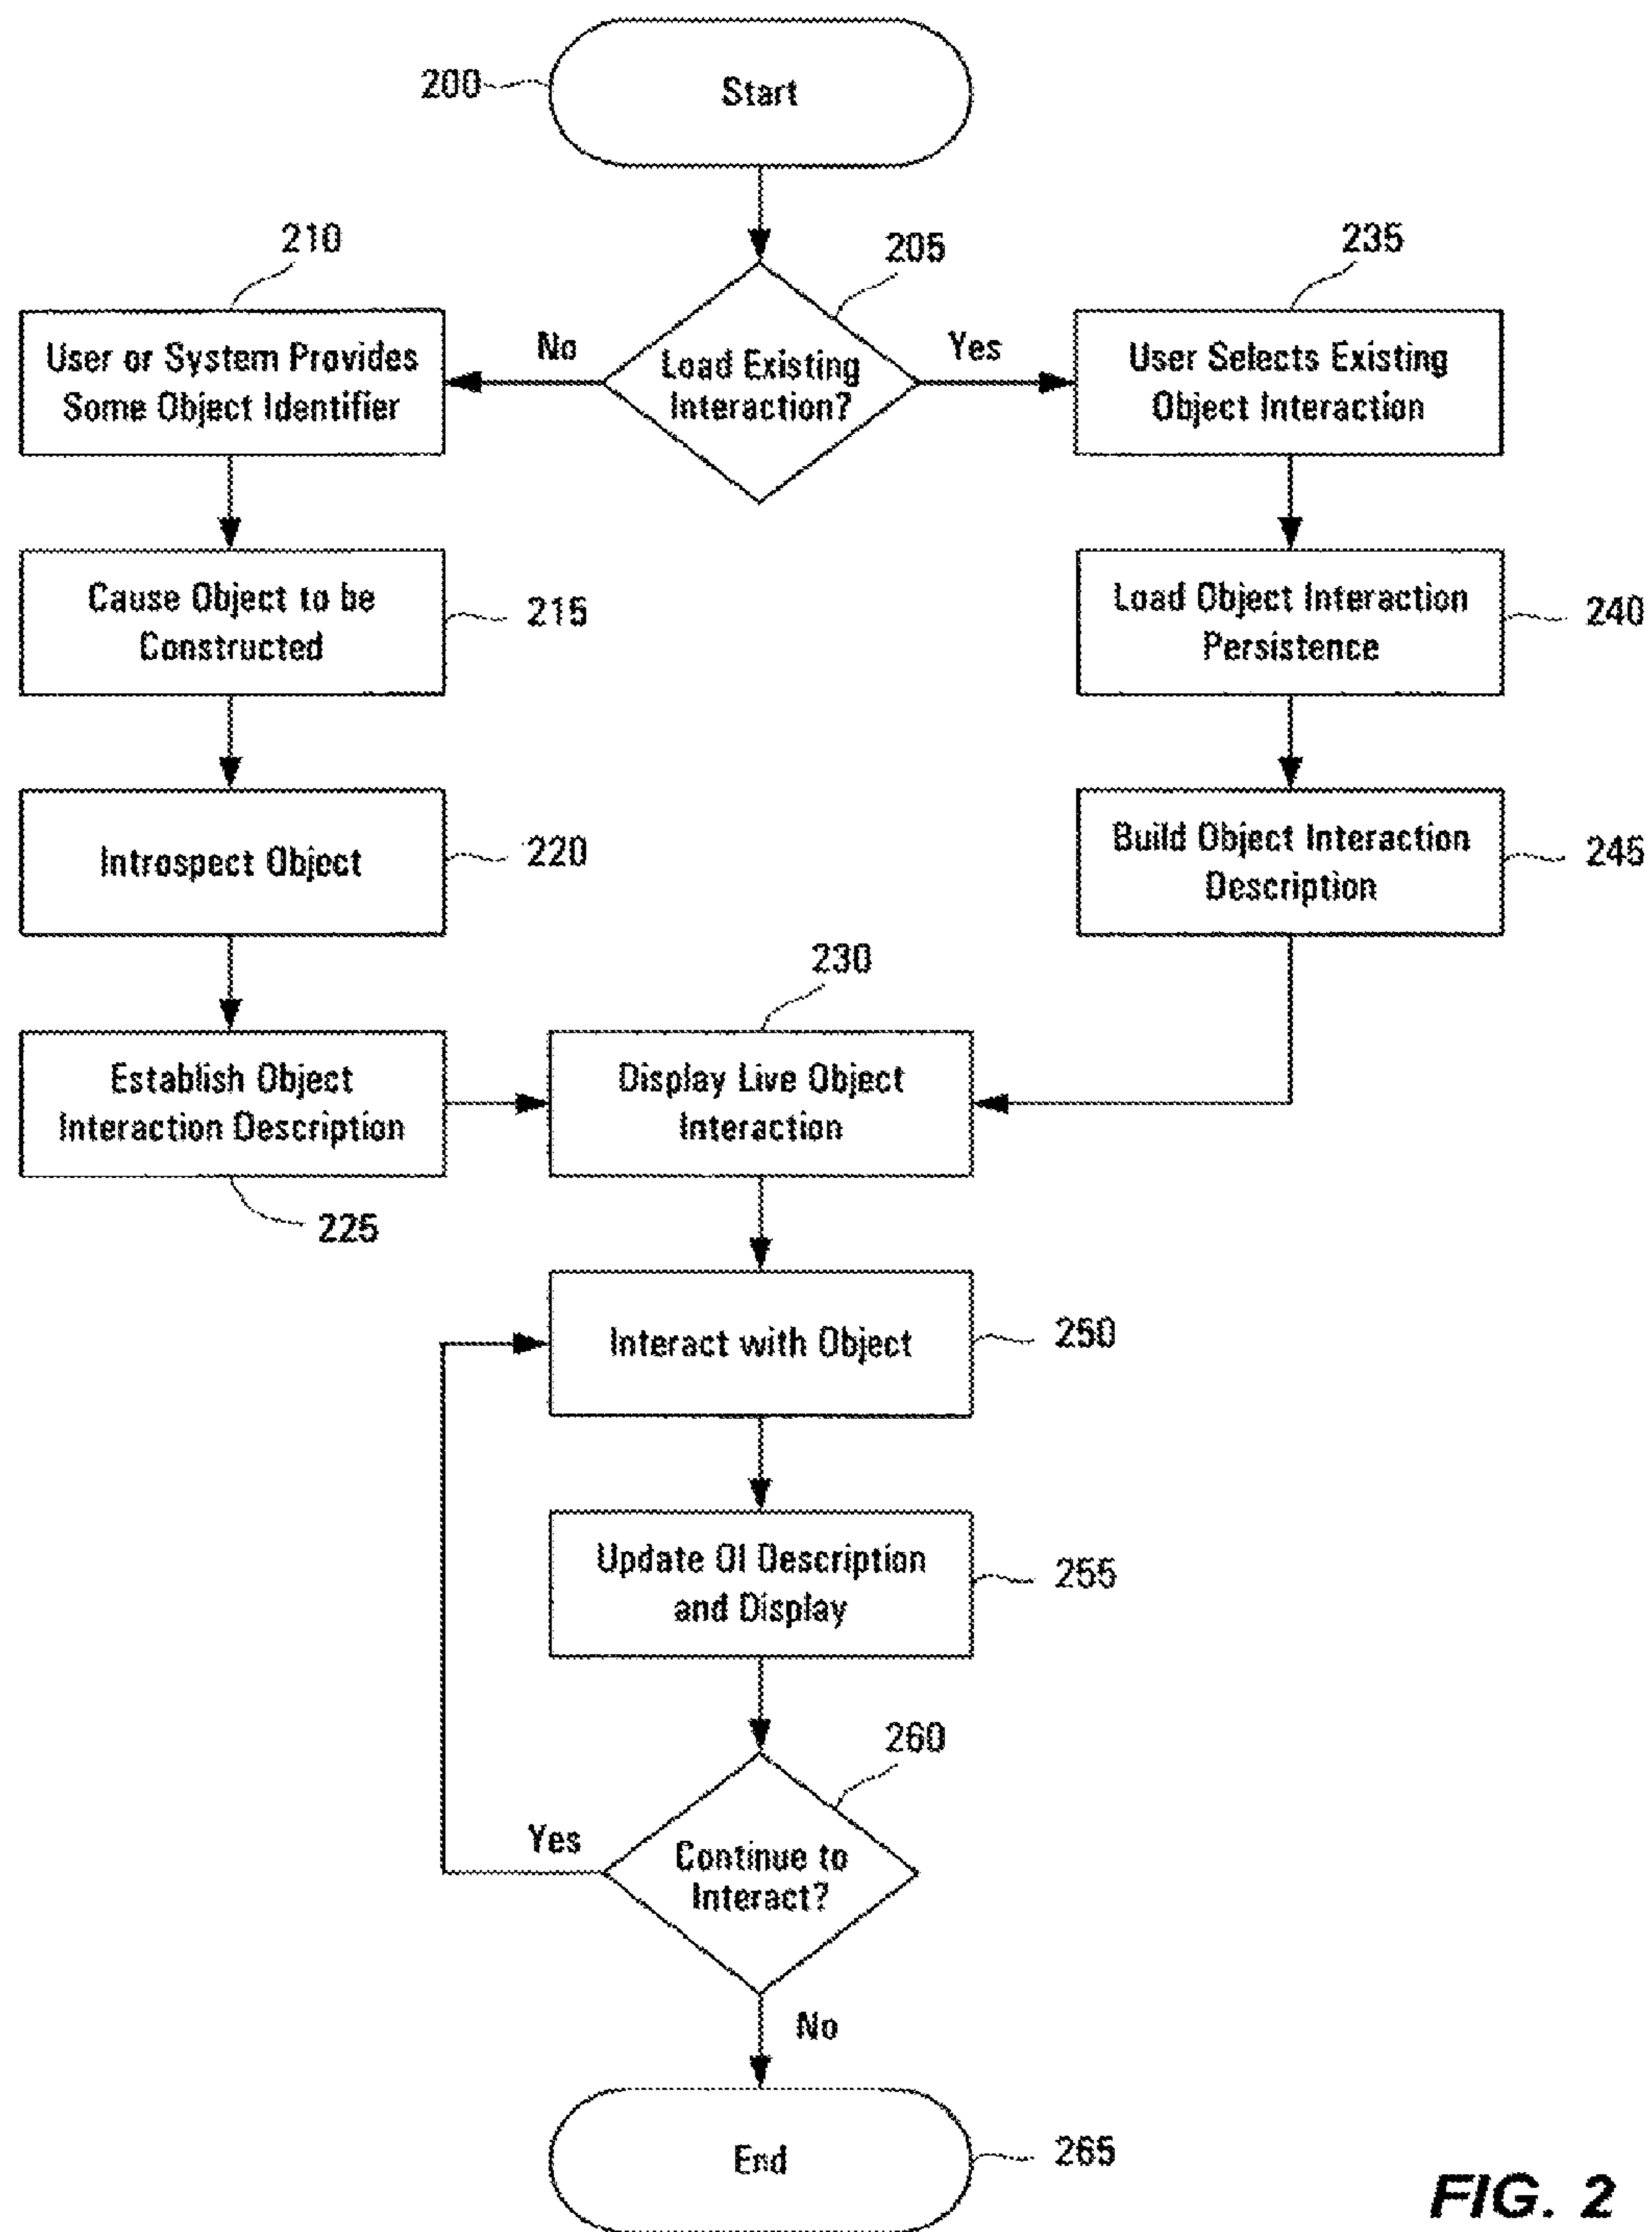 200
Start
210
205
235
User or System Provides
Some Object Identifier
No
Load Existing
Interaction?
Yes
User Selects Existing
Object Interaction
Cause Object to be
Constructed
215
Load Object Interaction
Persistence
240
Introspect Object
220
Build Object Interaction
Description
245
230
Establish Object
Interaction Description
Display Live Object
Interaction
225
Interact with Object
250
Update OI Description
and Display
255
260
Yes
Continue to
Interact?
No
End
265
FIG. 2